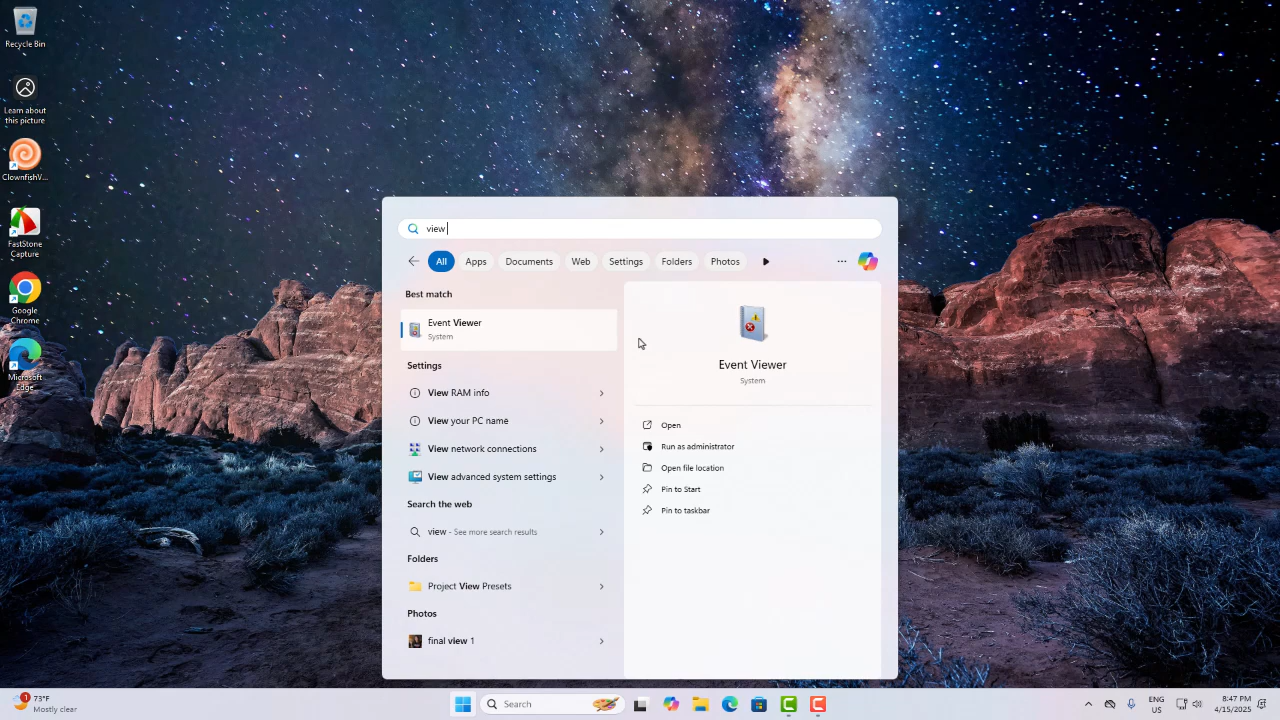 Recycle Bin
Learn about
this picture
ClownfishV...
FastStone
Capture
Google
Chrome
Microsoft
Edge
view
All
Apps
Documents
Web
Settings
Folders
Photos
Best match
Event Viewer
System
Settings
View RAM info
View your PC name
View network connections
View advanced system settings
Search the web
view - See more search results
Folders
Project View Presets
Photos
final view 1
Event Viewer
System
Open
Run as administrator
Open file location
Pin to Start
Pin to taskbar
1
73°F
Mostly clear
Search
ENG
US
8:47 PM
4/15/2025